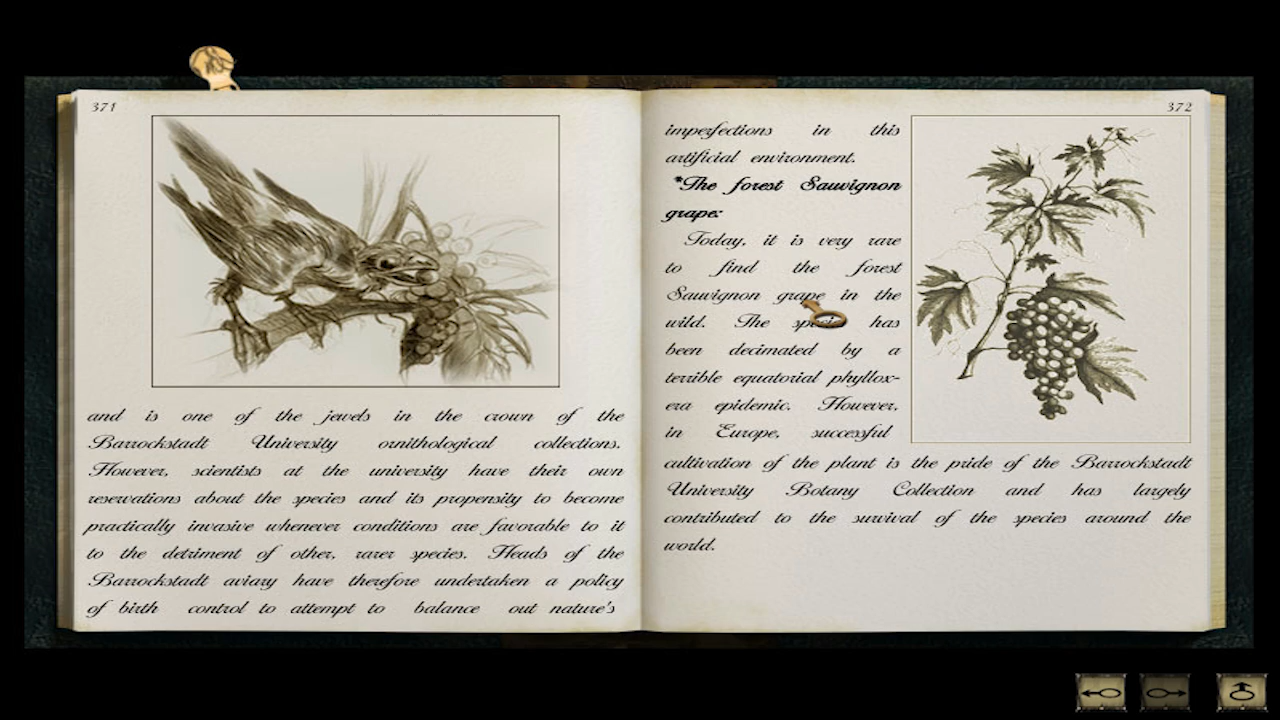 371
and is one of the jewels in the crown of the
Barrockstadt University ornithological collections.
However, scientists at the university have their own
reservations about the species and its propensity to become
practically invasive whenever conditions are favorable to it
to the detriment of other, rarer species. Heads of the
Barrockstadt aviary have therefore undertaken a policy
of birth control to attempt to balance out nature's
372
imperfections in this
artificial environment.
*The forest Sauvignon
grape:
Today, it is very rare
to find the forest
Sauvignon grape in the
wild. The species has
been decimated by a
terrible equatorial phyllox-
era epidemic. However,
in Europe, successful
cultivation of the plant is the pride of the Barrockstadt
University Botany Collection and has largely
contributed to the survival of the species around the
world.